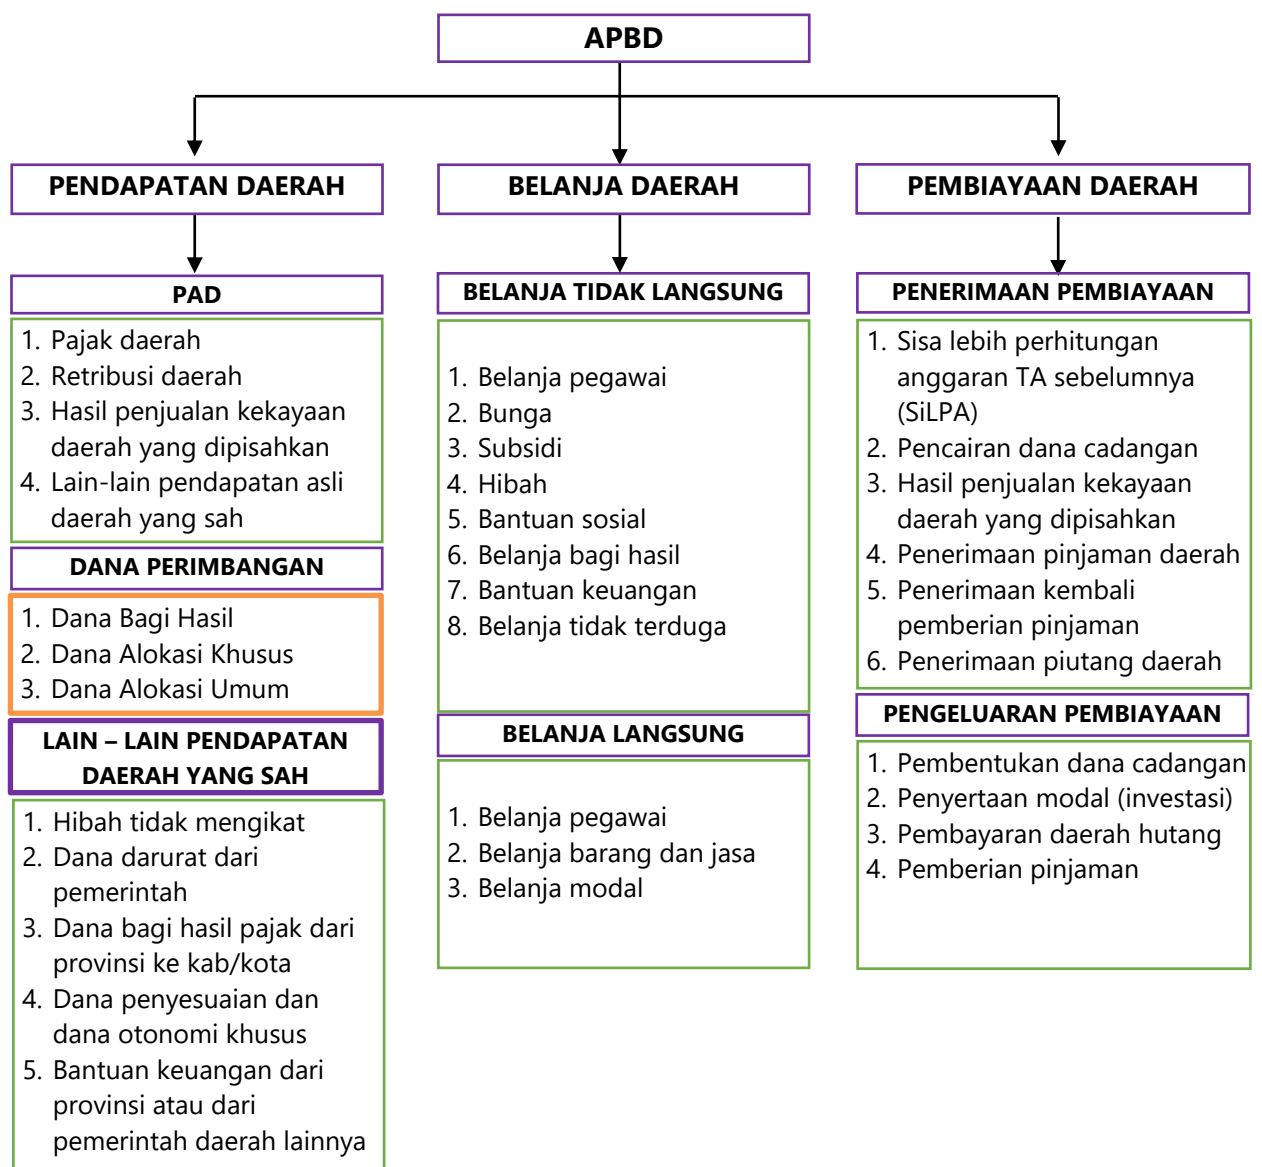 APBD
PENDAPATAN DAERAH
PAD
1. Pajak daerah
2. Retribusi daerah
3. Hasil penjualan kekayaan
daerah yang dipisahkan
4. Lain-lain pendapatan asli
daerah yang sah
DANA PERIMBANGAN
1. Dana Bagi Hasil
2. Dana Alokasi Khusus
3. Dana Alokasi Umum
LAIN – LAIN PENDAPATAN
DAERAH YANG SAH
1. Hibah tidak mengikat
2. Dana darurat dari
pemerintah
3. Dana bagi hasil pajak dari
provinsi ke kab/kota
4. Dana penyesuaian dan
dana otonomi khusus
5. Bantuan keuangan dari
provinsi atau dari
pemerintah daerah lainnya
BELANJA DAERAH
BELANJA TIDAK LANGSUNG
1. Belanja pegawai
2. Bunga
3. Subsidi
4. Hibah
5. Bantuan sosial
6. Belanja bagi hasil
7. Bantuan keuangan
8. Belanja tidak terduga
BELANJA LANGSUNG
1. Belanja pegawai
2. Belanja barang dan jasa
3. Belanja modal
PEMBIAYAAN DAERAH
PENERIMAAN PEMBIAYAAN
1. Sisa lebih perhitungan
anggaran TA sebelumnya
(SiLPA)
2. Pencairan dana cadangan
3. Hasil penjualan kekayaan
daerah yang dipisahkan
4. Penerimaan pinjaman daerah
5. Penerimaan kembali
pemberian pinjaman
6. Penerimaan piutang daerah
PENGELUARAN PEMBIAYAAN
1. Pembentukan dana cadangan
2. Penyertaan modal (investasi)
3. Pembayaran daerah hutang
4. Pemberian pinjaman